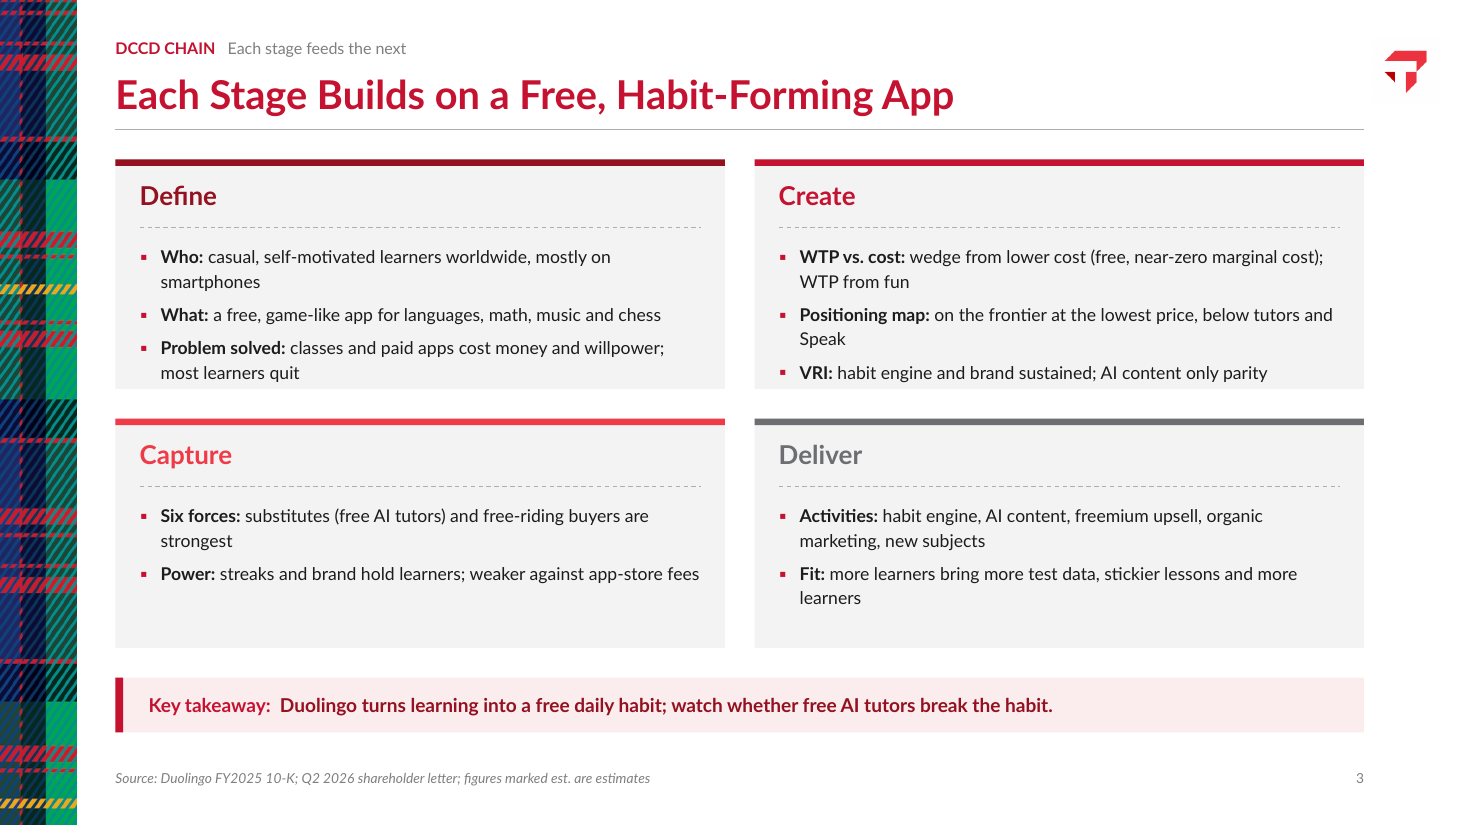 DCCD CHAIN Each stage feeds the next
Each Stage Builds on a Free, Habit-Forming App
Define
▪ Who: casual, self-motivated learners worldwide, mostly on
smartphones
▪ What: a free, game-like app for languages, math, music and chess
▪ Problem solved: classes and paid apps cost money and willpower;
most learners quit
Create
▪ WTP vs. cost: wedge from lower cost (free, near-zero marginal cost);
WTP from fun
▪ Positioning map: on the frontier at the lowest price, below tutors and
Speak
▪ VRI: habit engine and brand sustained; AI content only parity
Capture
▪ Six forces: substitutes (free AI tutors) and free-riding buyers are
strongest
▪ Power: streaks and brand hold learners; weaker against app-store fees
Deliver
▪ Activities: habit engine, AI content, freemium upsell, organic
marketing, new subjects
▪ Fit: more learners bring more test data, stickier lessons and more
learners
Key takeaway: Duolingo turns learning into a free daily habit; watch whether free AI tutors break the habit.
Source: Duolingo FY2025 10-K; Q2 2026 shareholder letter; figures marked est. are estimates
3